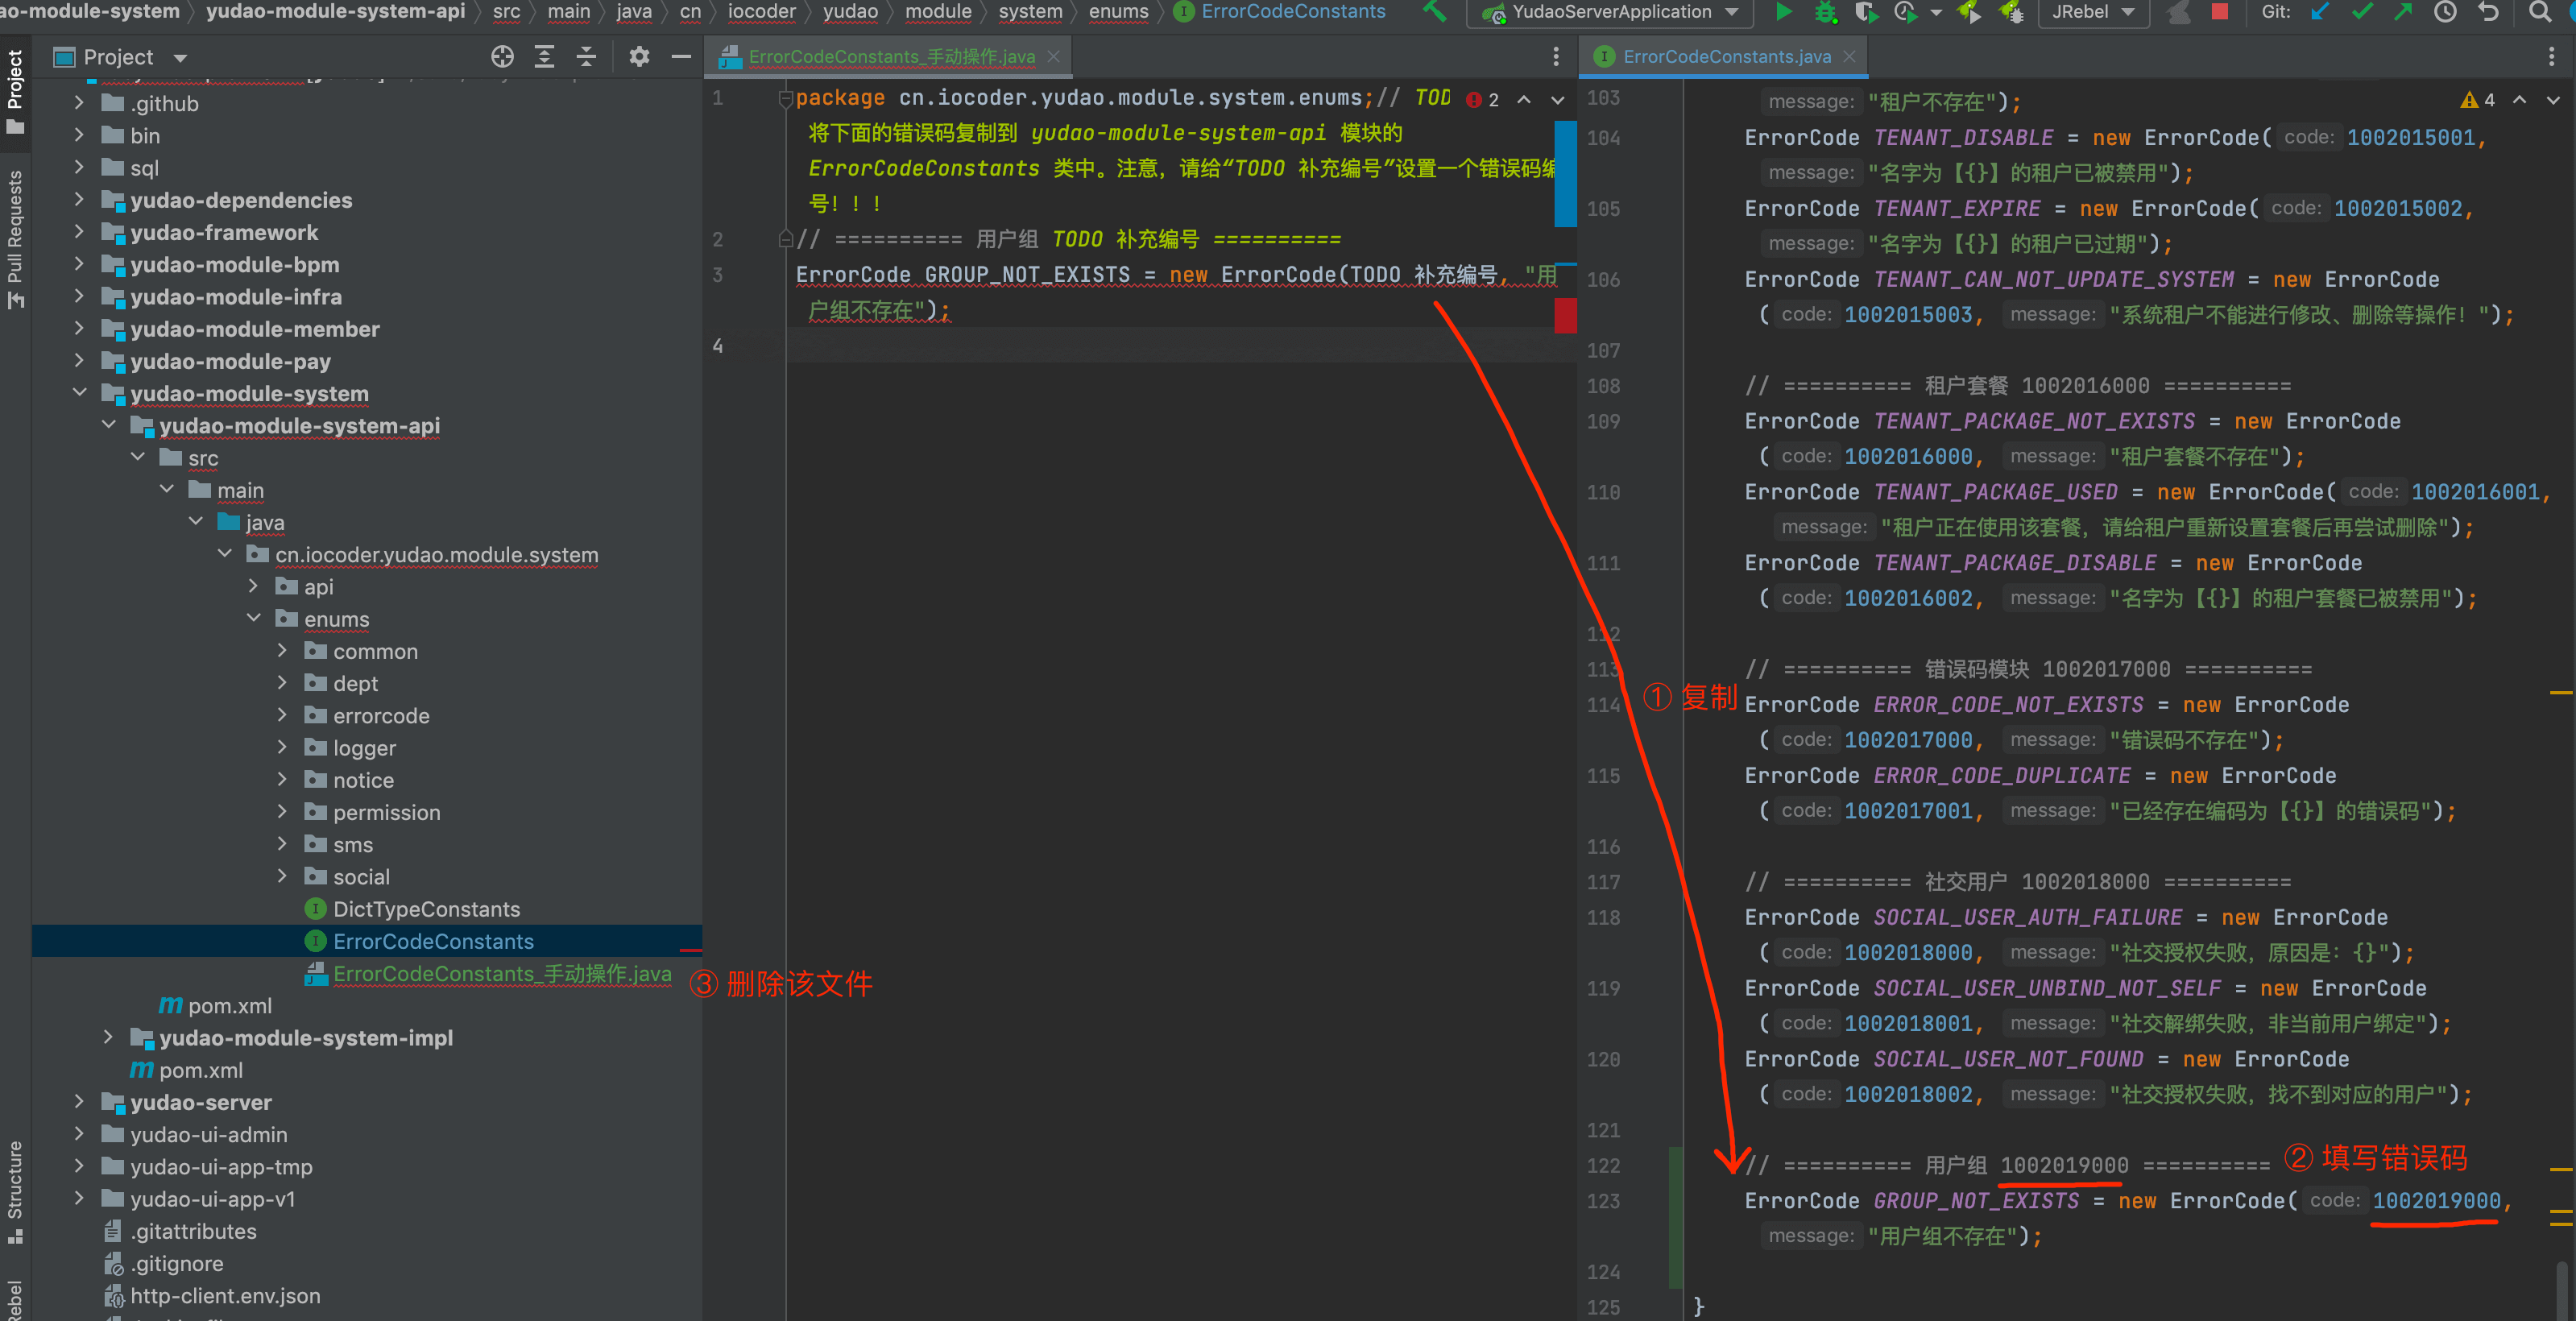 ao-module-system 〉 yudao-module-system-api 〉 src 〉 main 〉 java 〉 cn 〉 iocoder 〉 yudao 〉 module 〉 system 〉 enums 〉 ErrorCodeConstants
YudaoServerApplication
JRebel
Git:
Project
Project
Pull Requests
Structure
.github
bin
sql
yudao-dependencies
yudao-framework
yudao-module-bpm
yudao-module-infra
yudao-module-member
yudao-module-pay
yudao-module-system
yudao-module-system-api
src
main
java
cn.iocoder.yudao.module.system
api
enums
common
dept
errorcode
logger
notice
permission
sms
social
DictTypeConstants
ErrorCodeConstants
ErrorCodeConstants_手动操作.java
③ 删除该文件
pom.xml
yudao-module-system-impl
pom.xml
yudao-server
yudao-ui-admin
yudao-ui-app-tmp
yudao-ui-app-v1
.gitattributes
.gitignore
http-client.env.json
ErrorCodeConstants_手动操作.java
1 package cn.iocoder.yudao.module.system.enums;// TOD
2
将下面的错误码复制到 yudao-module-system-api 模块的
ErrorCodeConstants 类中。注意，请给“TODO 补充编号”设置一个错误码编
号！！！
2 // ========== 用户组 TODO 补充编号 ==========
3 ErrorCode GROUP_NOT_EXISTS = new ErrorCode(TODO 补充编号, "用
户组不存在");
4
① 复制
ErrorCodeConstants.java
4
103 message: "租户不存在");
104 ErrorCode TENANT_DISABLE = new ErrorCode( code: 1002015001,
message: "名字为【{}】的租户已被禁用");
105 ErrorCode TENANT_EXPIRE = new ErrorCode( code: 1002015002,
message: "名字为【{}】的租户已过期");
106 ErrorCode TENANT_CAN_NOT_UPDATE_SYSTEM = new ErrorCode
( code: 1002015003, message: "系统租户不能进行修改、删除等操作！");
107
108 // ========== 租户套餐 1002016000 ==========
109 ErrorCode TENANT_PACKAGE_NOT_EXISTS = new ErrorCode
( code: 1002016000, message: "租户套餐不存在");
110 ErrorCode TENANT_PACKAGE_USED = new ErrorCode( code: 1002016001,
message: "租户正在使用该套餐，请给租户重新设置套餐后再尝试删除");
111 ErrorCode TENANT_PACKAGE_DISABLE = new ErrorCode
( code: 1002016002, message: "名字为【{}】的租户套餐已被禁用");
112
113 // ========== 错误码模块 1002017000 ==========
114 ErrorCode ERROR_CODE_NOT_EXISTS = new ErrorCode
( code: 1002017000, message: "错误码不存在");
115 ErrorCode ERROR_CODE_DUPLICATE = new ErrorCode
( code: 1002017001, message: "已经存在编码为【{}】的错误码");
116
117 // ========== 社交用户 1002018000 ==========
118 ErrorCode SOCIAL_USER_AUTH_FAILURE = new ErrorCode
( code: 1002018000, message: "社交授权失败，原因是：{}");
119 ErrorCode SOCIAL_USER_UNBIND_NOT_SELF = new ErrorCode
( code: 1002018001, message: "社交解绑失败，非当前用户绑定");
120 ErrorCode SOCIAL_USER_NOT_FOUND = new ErrorCode
( code: 1002018002, message: "社交授权失败，找不到对应的用户");
121
122 // ========== 用户组 1002019000 ========== ② 填写错误码
123 ErrorCode GROUP_NOT_EXISTS = new ErrorCode( code: 1002019000,
message: "用户组不存在");
124
125 }